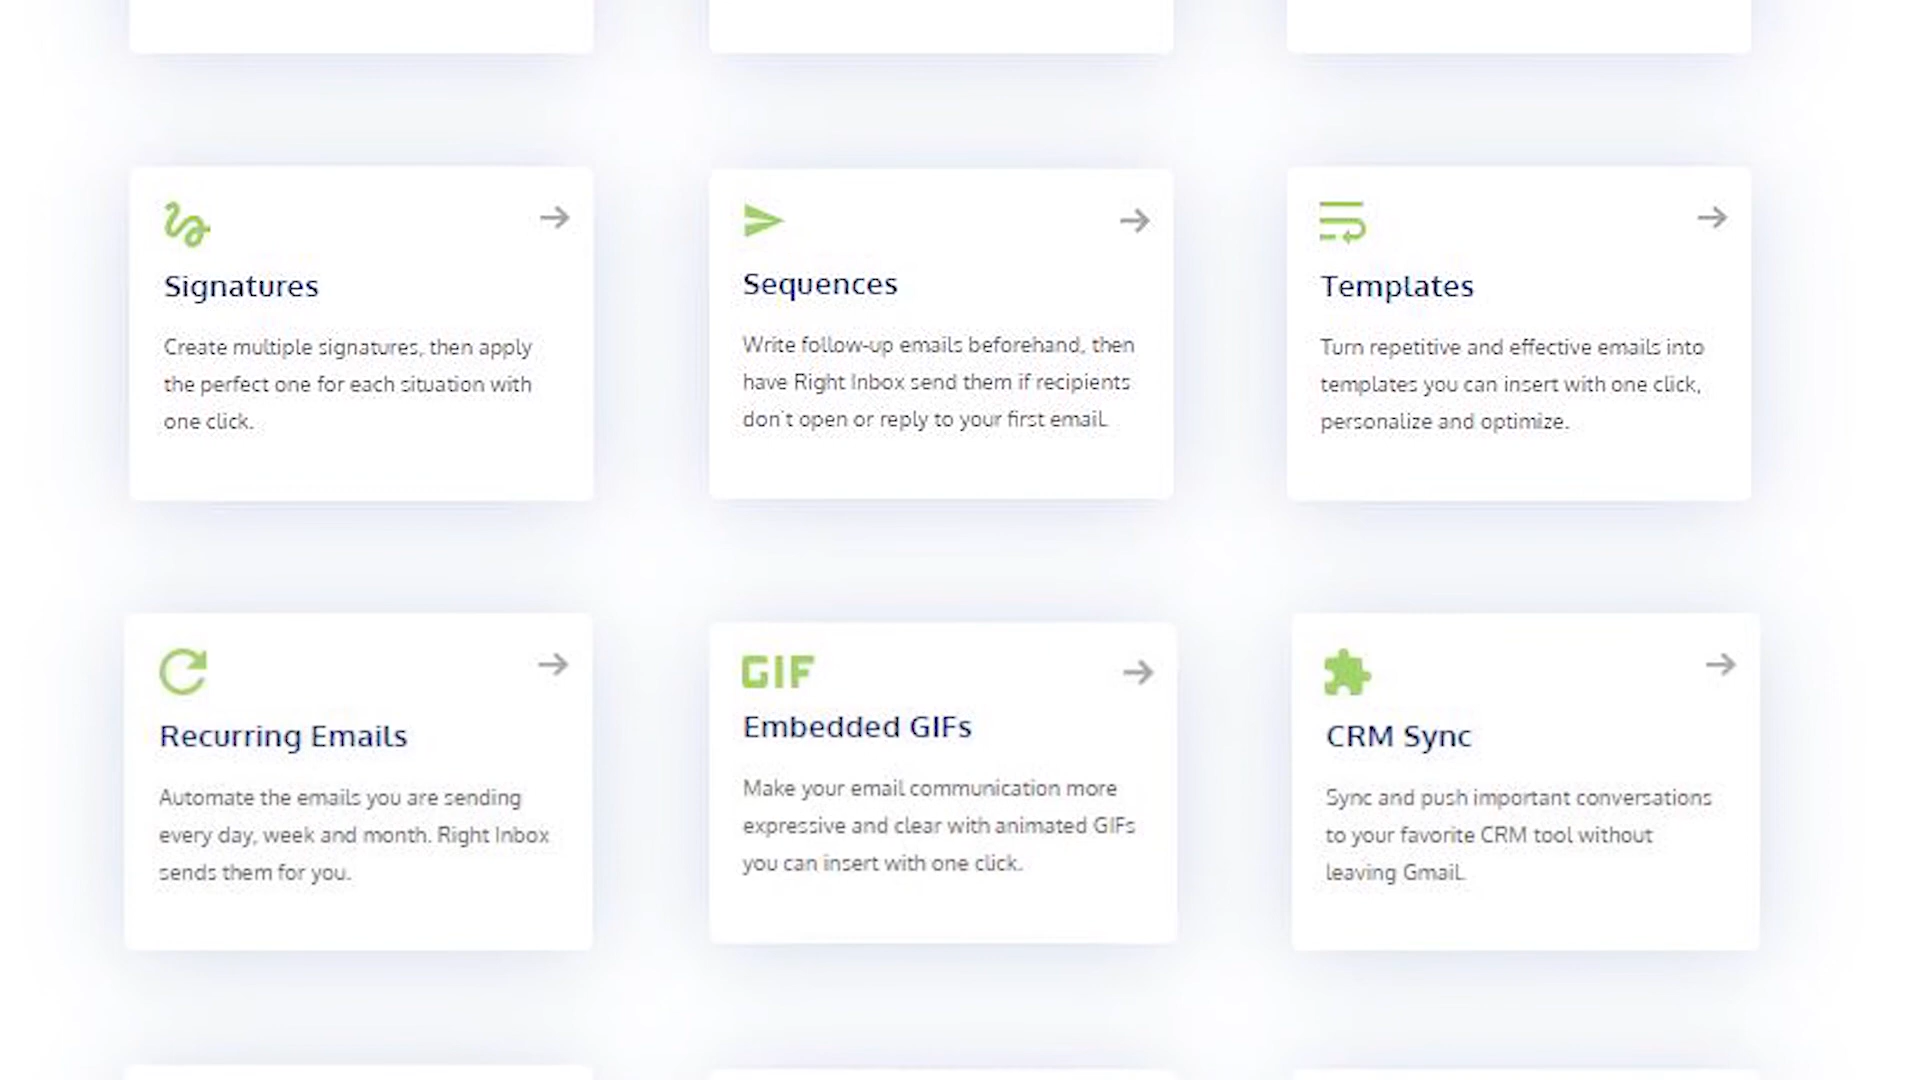 Signatures
Create multiple signatures, then apply
the perfect one for each situation with
one click.
Sequences
Write follow-up emails beforehand, then
have Right Inbox send them if recipients
don't open or reply to your first email.
Templates
Turn repetitive and effective emails into
templates you can insert with one click,
personalize and optimize.
Recurring Emails
Automate the emails you are sending
every day, week and month. Right Inbox
sends them for you.
GIF
Embedded GIFs
Make your email communication more
expressive and clear with animated GIFs
you can insert with one click.
CRM Sync
Sync and push important conversations
to your favorite CRM tool without
leaving Gmail.